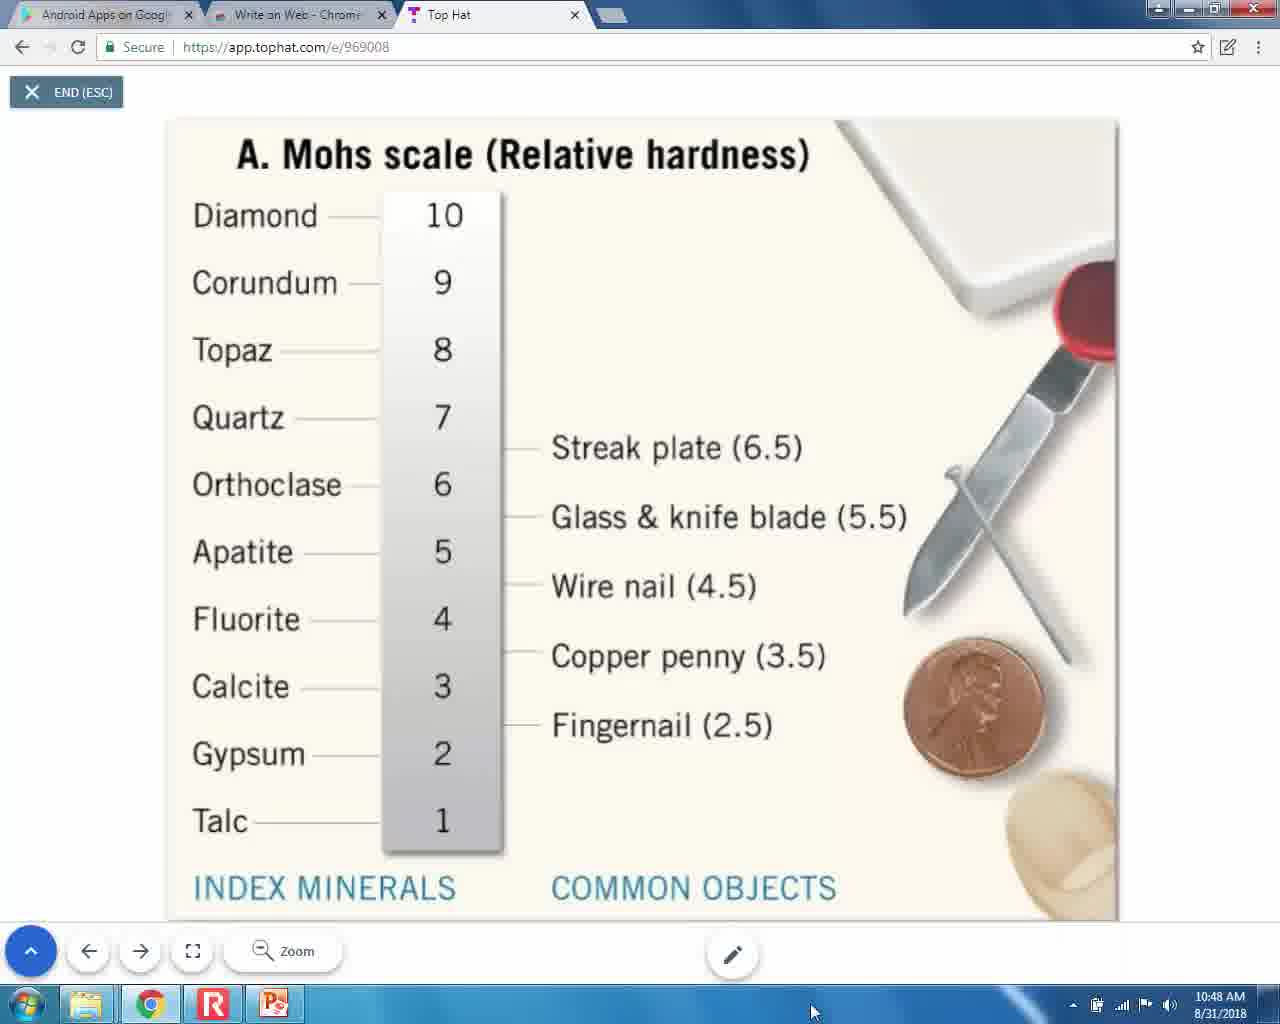 Android Apps on Googl
Write on Web - Chrome
Top Hat
Secure
https://app.tophat.com/e/969008
END (ESC)
A. Mohs scale (Relative hardness)
Diamond 10
Corundum 9
Topaz 8
Quartz 7
Streak plate (6.5)
Orthoclase 6
Glass & knife blade (5.5)
Apatite 5
Wire nail (4.5)
Fluorite 4
Copper penny (3.5)
Calcite 3
Fingernail (2.5)
Gypsum 2
Talc 1
INDEX MINERALS
COMMON OBJECTS
Zoom
10:48 AM
8/31/2018